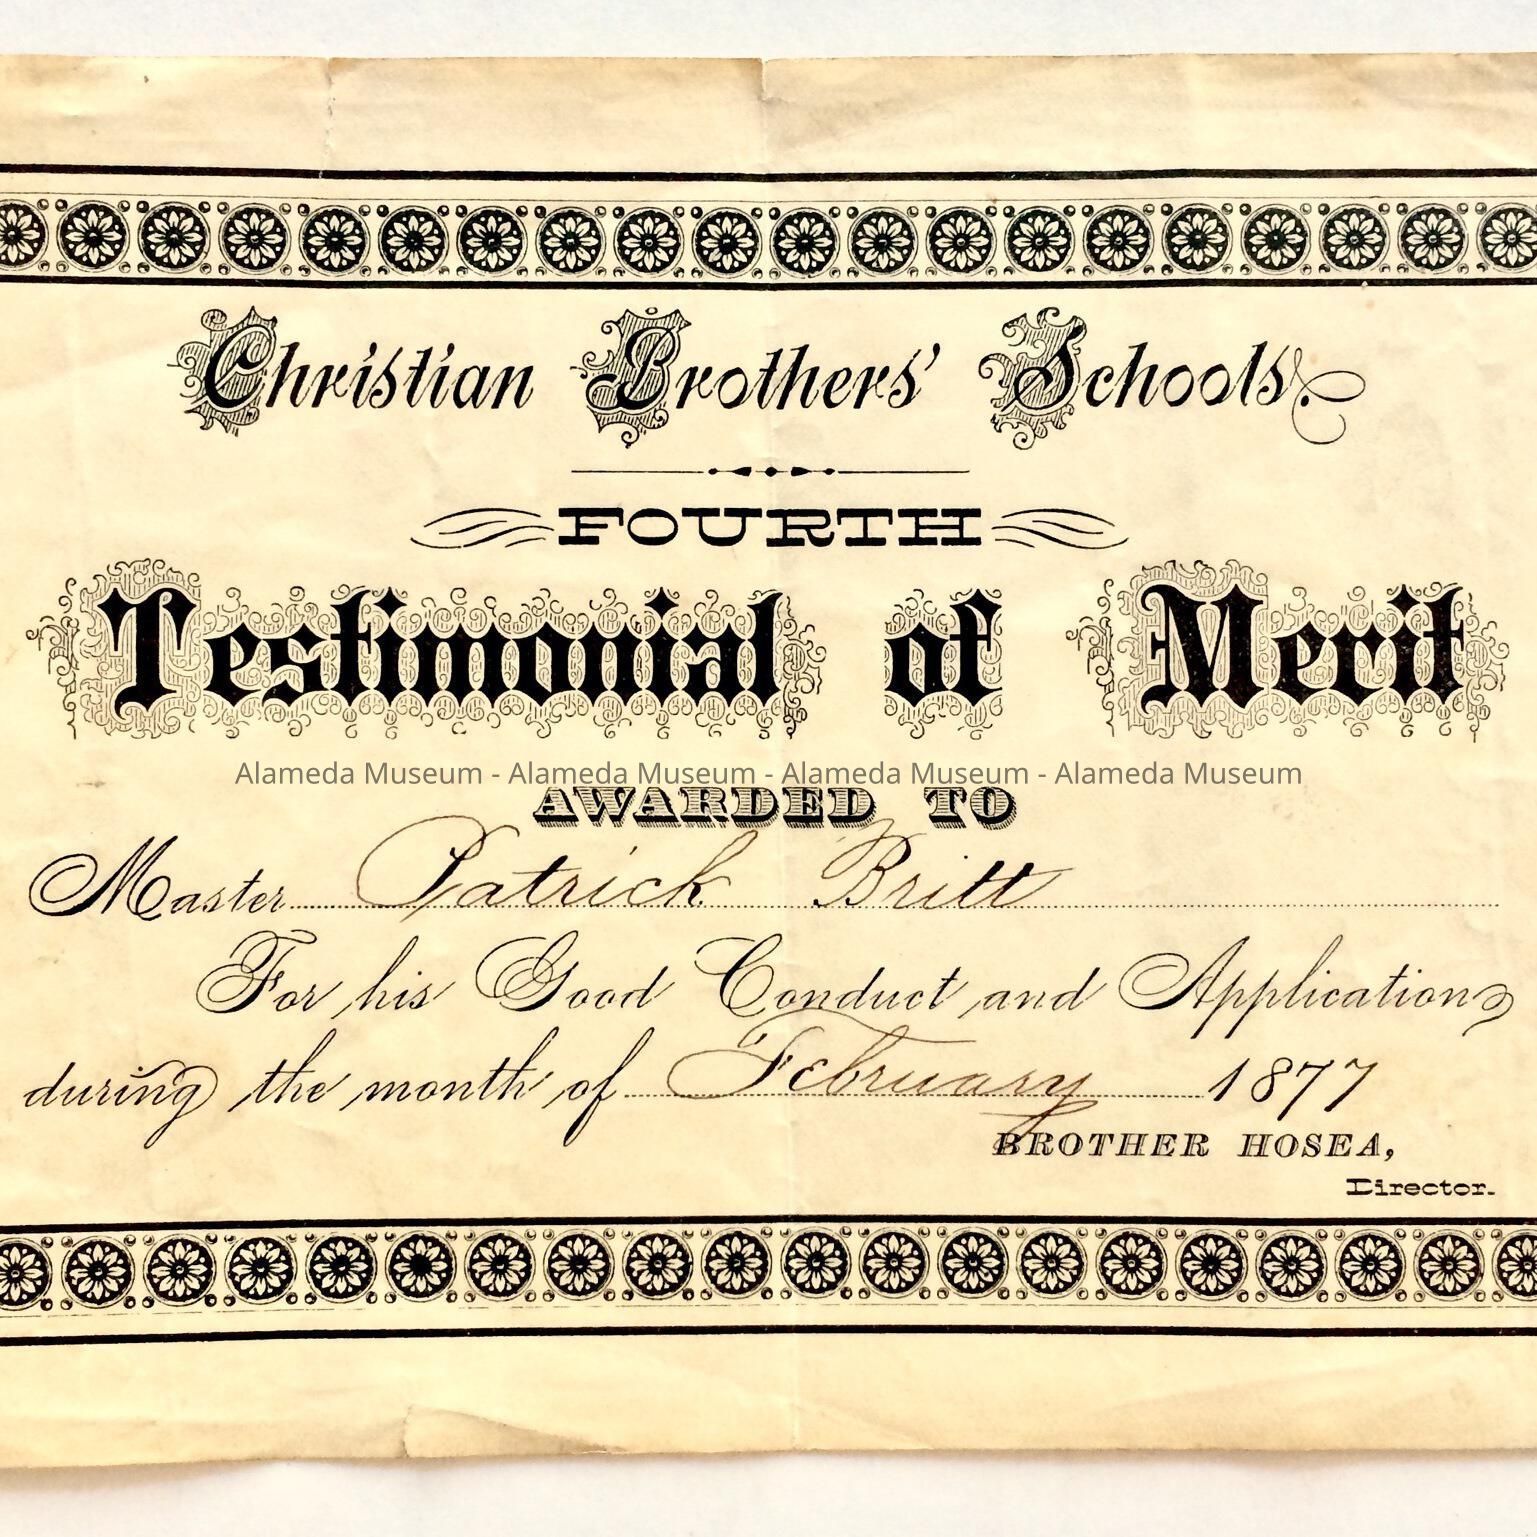 Christian Brothers' Schools.
FOURTH
Testimonial of Merit
Alameda Museum - Alameda Museum - Alameda Museum - Alameda Museum
AWARDED TO
Master Patrick Britt
For his Good Conduct and Application
during the month of February 1877
BROTHER HOSEA,
Director.